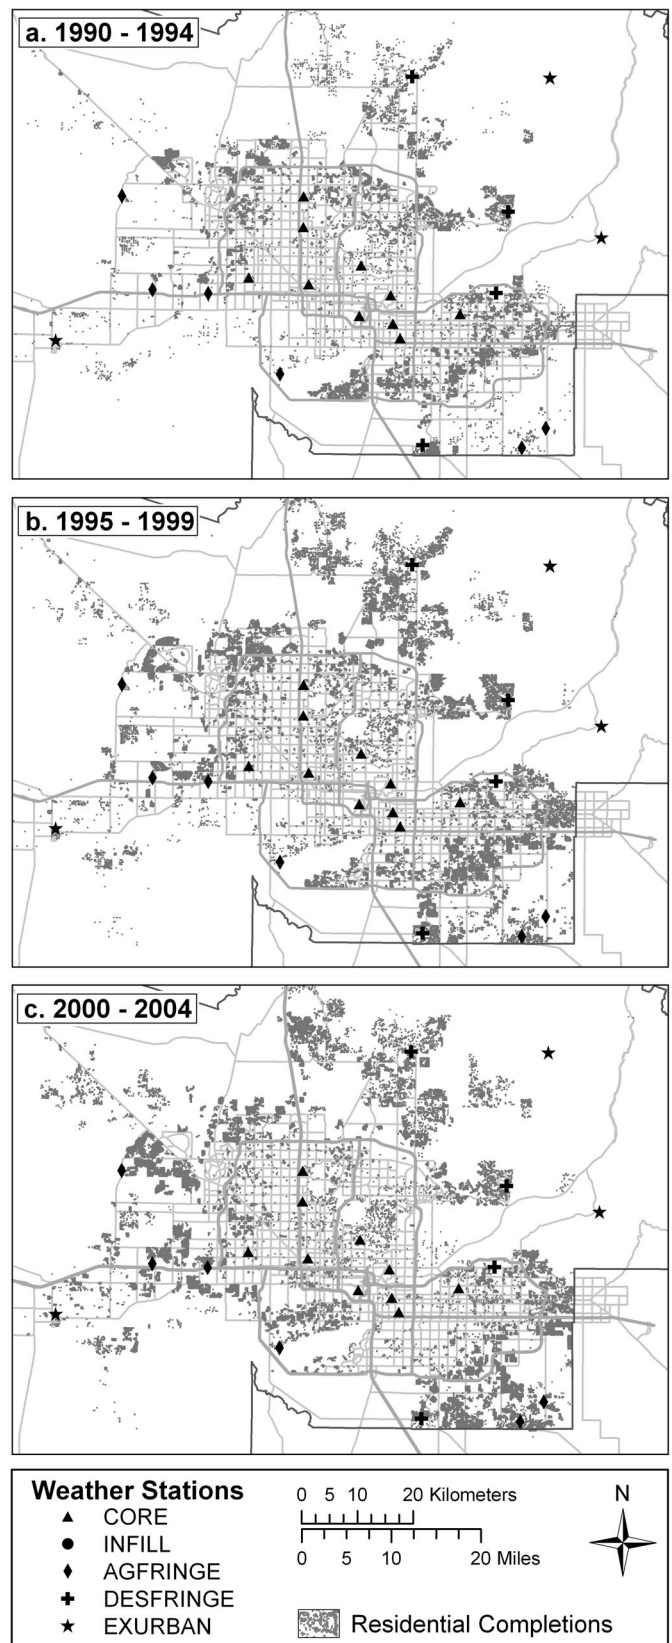 a. 1990 - 1994
b. 1995 - 1999
c. 2000 - 2004
Weather Stations
CORE
INFILL
AGFRINGE
DESFRINGE
EXURBAN
0 5 10 20 Kilometers
0 5 10 20 Miles
N
Residential Completions